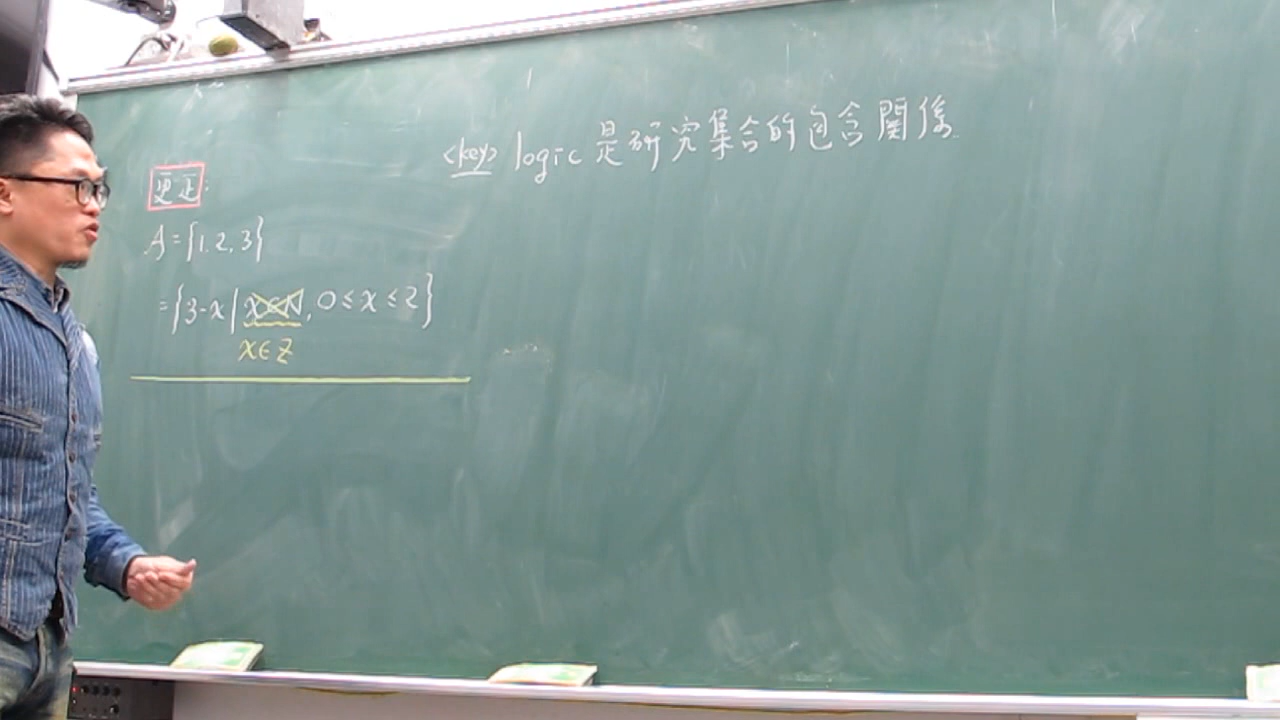 <key> logic 是研究集合的包含關係
更正:
A={1,2,3}
={3-x|x∈N,0≤x≤2}
x∈Z